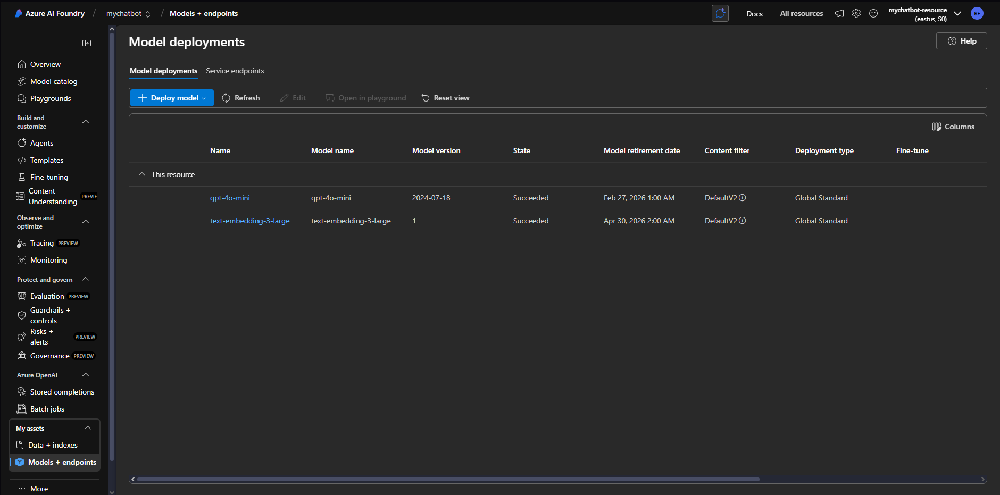 Azure AI Foundry / mychatbot / Models + endpoints
Docs
All resources
mychatbot-resource
(eastus, S0)
RF
Overview
Model catalog
Playgrounds
Build and
customize
Agents
Templates
Fine-tuning
Content
Understanding PREVIE
Observe and
optimize
Tracing PREVIEW
Monitoring
Protect and govern
Evaluation PREVIEW
Guardrails +
controls
Risks +
alerts PREVIEW
Governance PREVIEW
Azure OpenAI
Stored completions
Batch jobs
My assets
Data + indexes
Models + endpoints
More
Model deployments
Help
Model deployments Service endpoints
Deploy model Refresh Edit Open in playground Reset view
Columns
Name Model name Model version State Model retirement date Content filter Deployment type Fine-tune
This resource
gpt-4o-mini gpt-4o-mini 2024-07-18 Succeeded Feb 27, 2026 1:00 AM DefaultV2 Global Standard
text-embedding-3-large text-embedding-3-large 1 Succeeded Apr 30, 2026 2:00 AM DefaultV2 Global Standard